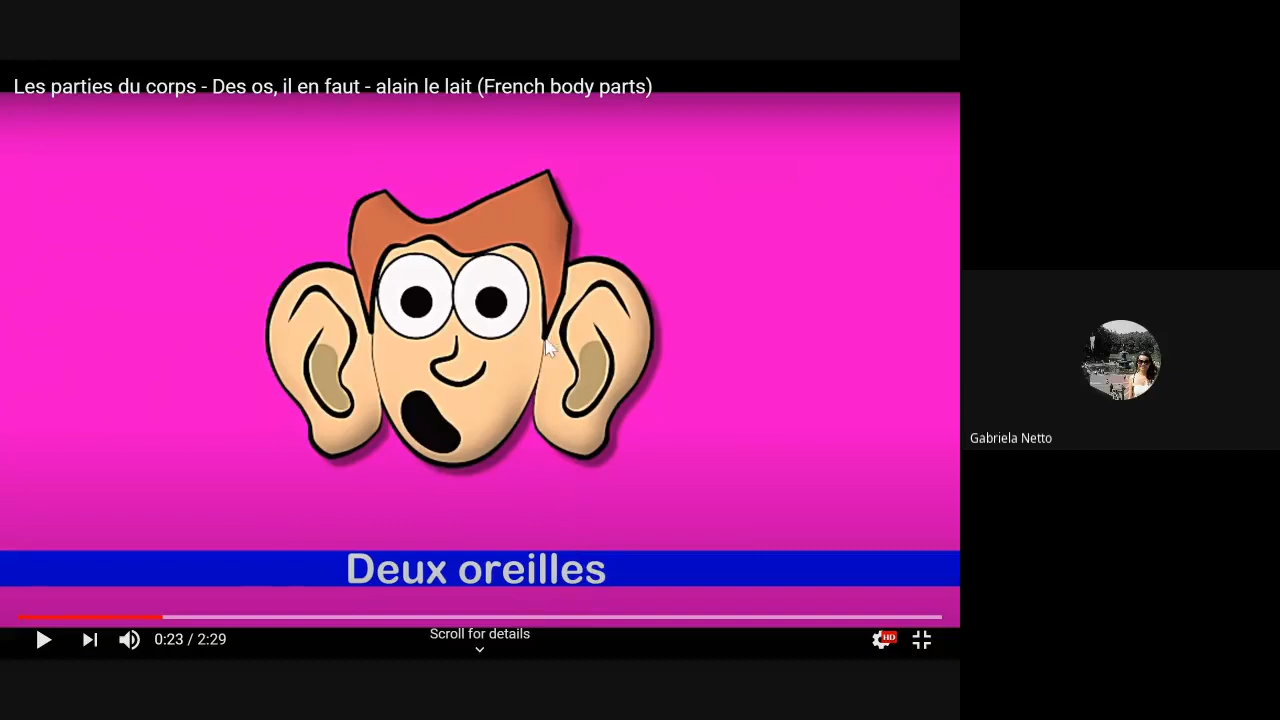 Les parties du corps - Des os, il en faut - alain le lait (French body parts)
Gabriela Netto
Deux oreilles
0:23 / 2:29
Scroll for details
HD